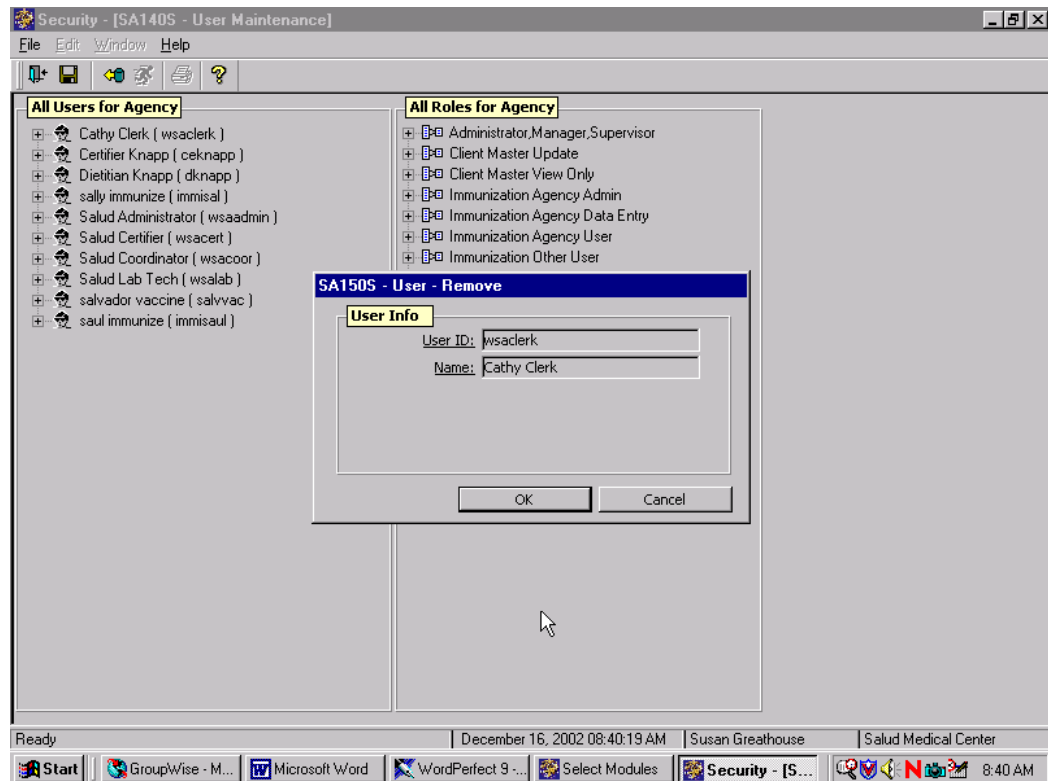 Security - [SA140S - User Maintenance]
File Edit Window Help
All Users for Agency
Cathy Clerk ( wsaclerk )
Certifier Knapp ( ceknapp )
Dietitian Knapp ( dknapp )
sally immunize ( immisal )
Salud Administrator ( wsaadmin )
Salud Certifier ( wsacert )
Salud Coordinator ( wsacoor )
Salud Lab Tech ( wsalab )
salvador vaccine ( salvvac )
saul immunize ( immisaul )
All Roles for Agency
Administrator,Manager,Supervisor
Client Master Update
Client Master View Only
Immunization Agency Admin
Immunization Agency Data Entry
Immunization Agency User
Immunization Other User
SA150S - User - Remove
User Info
User ID: wsaclerk
Name: Cathy Clerk
OK Cancel
Ready December 16, 2002 08:40:19 AM Susan Greathouse Salud Medical Center
Start GroupWise - M... Microsoft Word WordPerfect 9 -... Select Modules Security - [S... N 8:40 AM